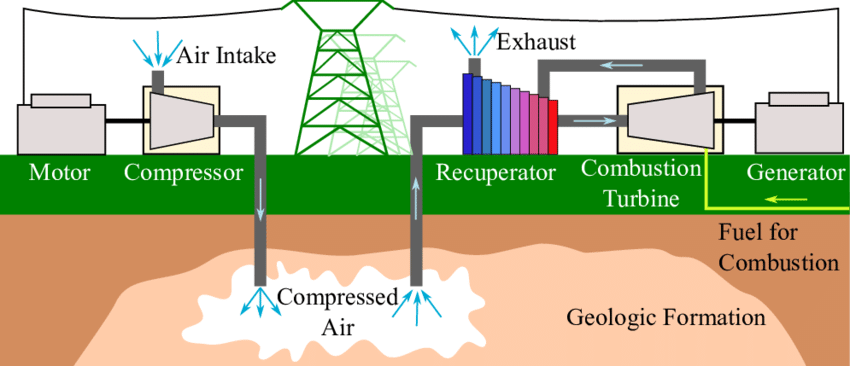 Air Intake
Exhaust
Motor
Compressor
Recuperator
Combustion
Turbine
Generator
Fuel for
Combustion
Compressed
Air
Geologic Formation